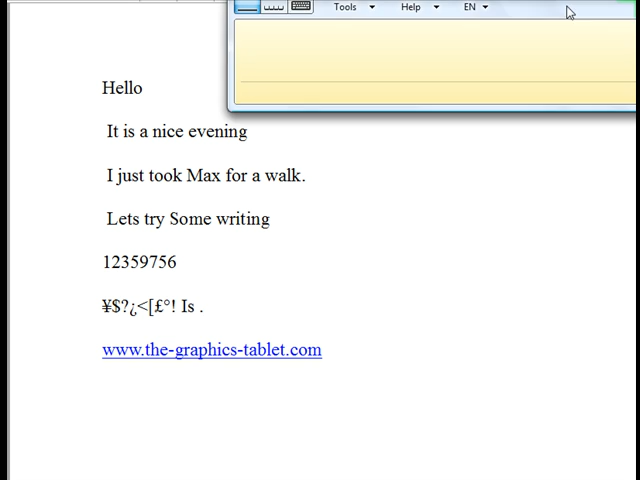 Tools Help EN
Hello
It is a nice evening
I just took Max for a walk.
Lets try Some writing
12359756
¥$?¿<[£°! Is .
www.the-graphics-tablet.com